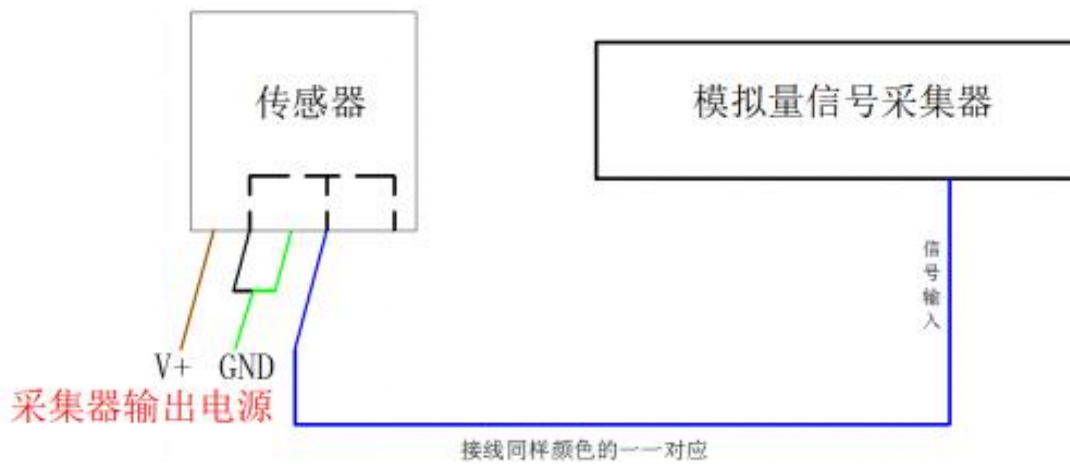 传感器
模拟量信号采集器
信号输入
V+ GND
采集器输出电源
接线同样颜色的一一对应